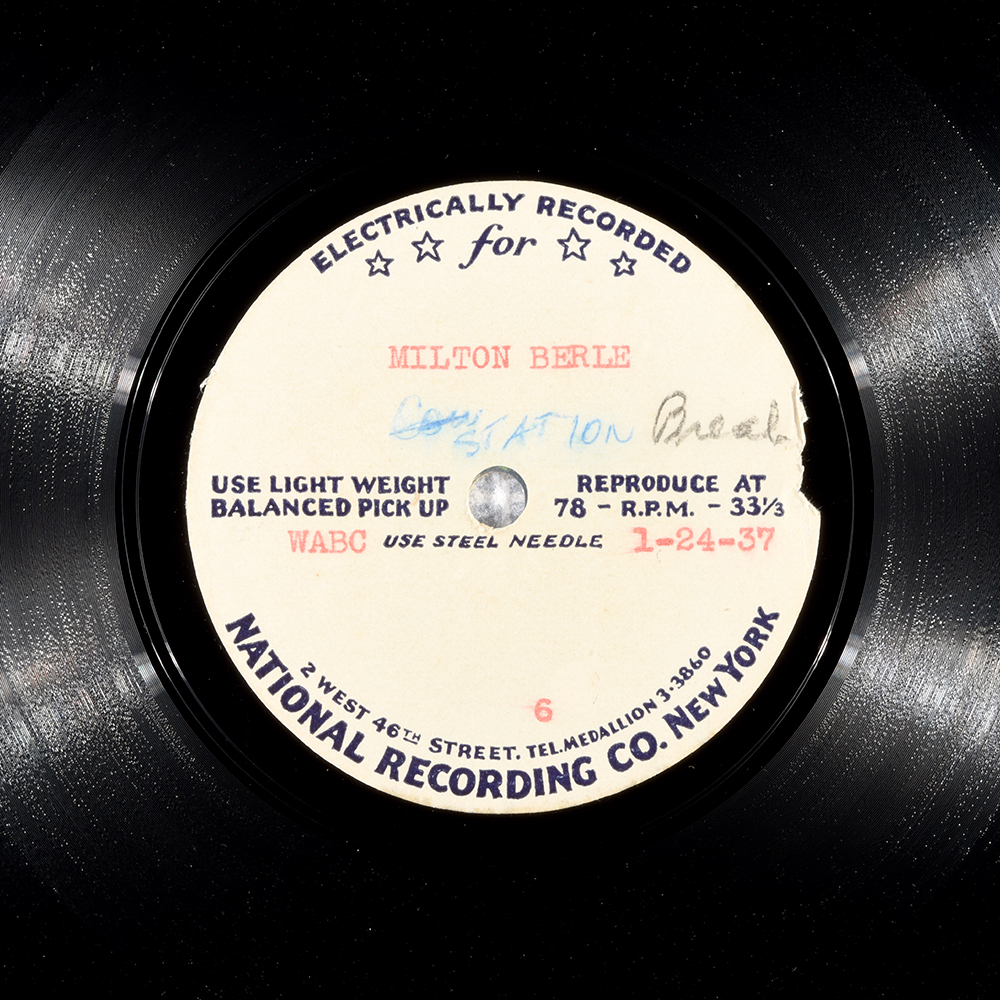 ELECTRICALLY RECORDED
for
MILTON BERLE
STATION Break
USE LIGHT WEIGHT
BALANCED PICK UP
REPRODUCE AT
78 - R.P.M. - 33 1/3
WABC USE STEEL NEEDLE 1-24-37
6
2 WEST 46TH STREET. TEL. MEDALLION 3-3860
NATIONAL RECORDING CO. NEW YORK